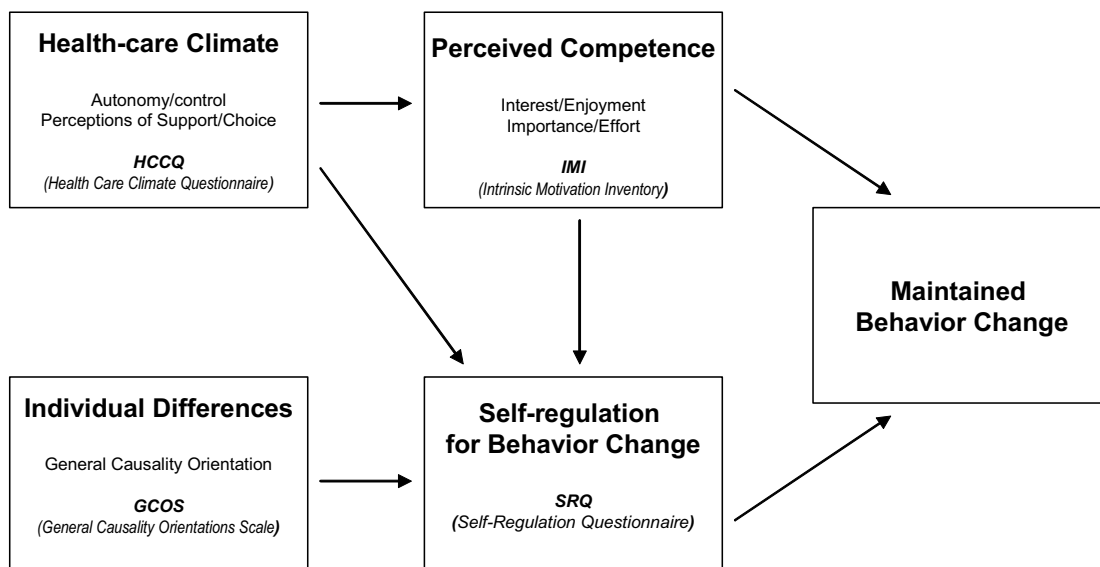 Health-care Climate
Autonomy/control
Perceptions of Support/Choice
HCCQ
(Health Care Climate Questionnaire)
Perceived Competence
Interest/Enjoyment
Importance/Effort
IMI
(Intrinsic Motivation Inventory)
Maintained
Behavior Change
Individual Differences
General Causality Orientation
GCOS
(General Causality Orientations Scale)
Self-regulation
for Behavior Change
SRQ
(Self-Regulation Questionnaire)